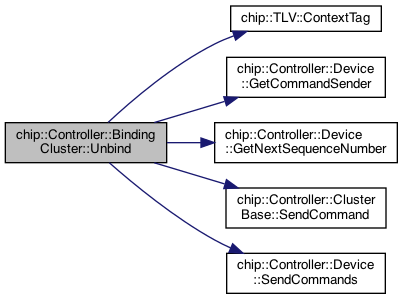 chip::TLV::ContextTag
chip::Controller::Device
::GetCommandSender
chip::Controller::Binding
Cluster::Unbind
chip::Controller::Device
::GetNextSequenceNumber
chip::Controller::Cluster
Base::SendCommand
chip::Controller::Device
::SendCommands